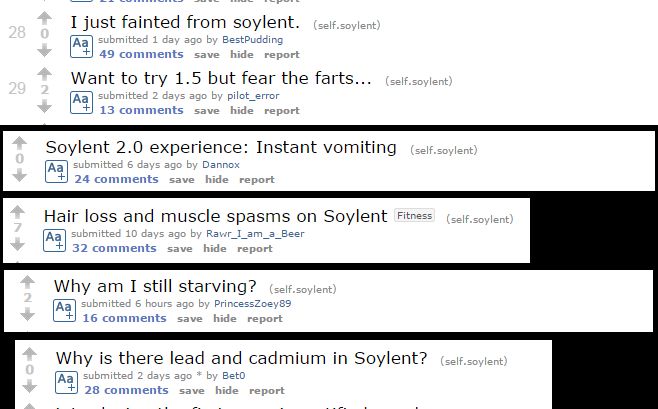 28
0
I just fainted from soylent. (self.soylent)
Aa+ submitted 1 day ago by BestPudding
49 comments save hide report
29
2
Want to try 1.5 but fear the farts... (self.soylent)
Aa+ submitted 2 days ago by pilot_error
13 comments save hide report
0
Soylent 2.0 experience: Instant vomiting (self.soylent)
Aa+ submitted 6 days ago by Dannox
24 comments save hide report
7
Hair loss and muscle spasms on Soylent Fitness (self.soylent)
Aa+ submitted 10 days ago by Rawr_I_am_a_Beer
32 comments save hide report
2
Why am I still starving? (self.soylent)
Aa+ submitted 6 hours ago by PrincessZoey89
16 comments save hide report
0
Why is there lead and cadmium in Soylent? (self.soylent)
Aa+ submitted 2 days ago * by Bet0
28 comments save hide report